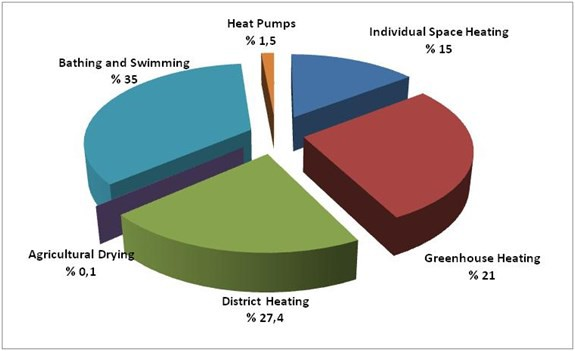 Heat Pumps
% 1,5
Individual Space Heating
% 15
Bathing and Swimming
% 35
Greenhouse Heating
% 21
Agricultural Drying
% 0,1
District Heating
% 27,4